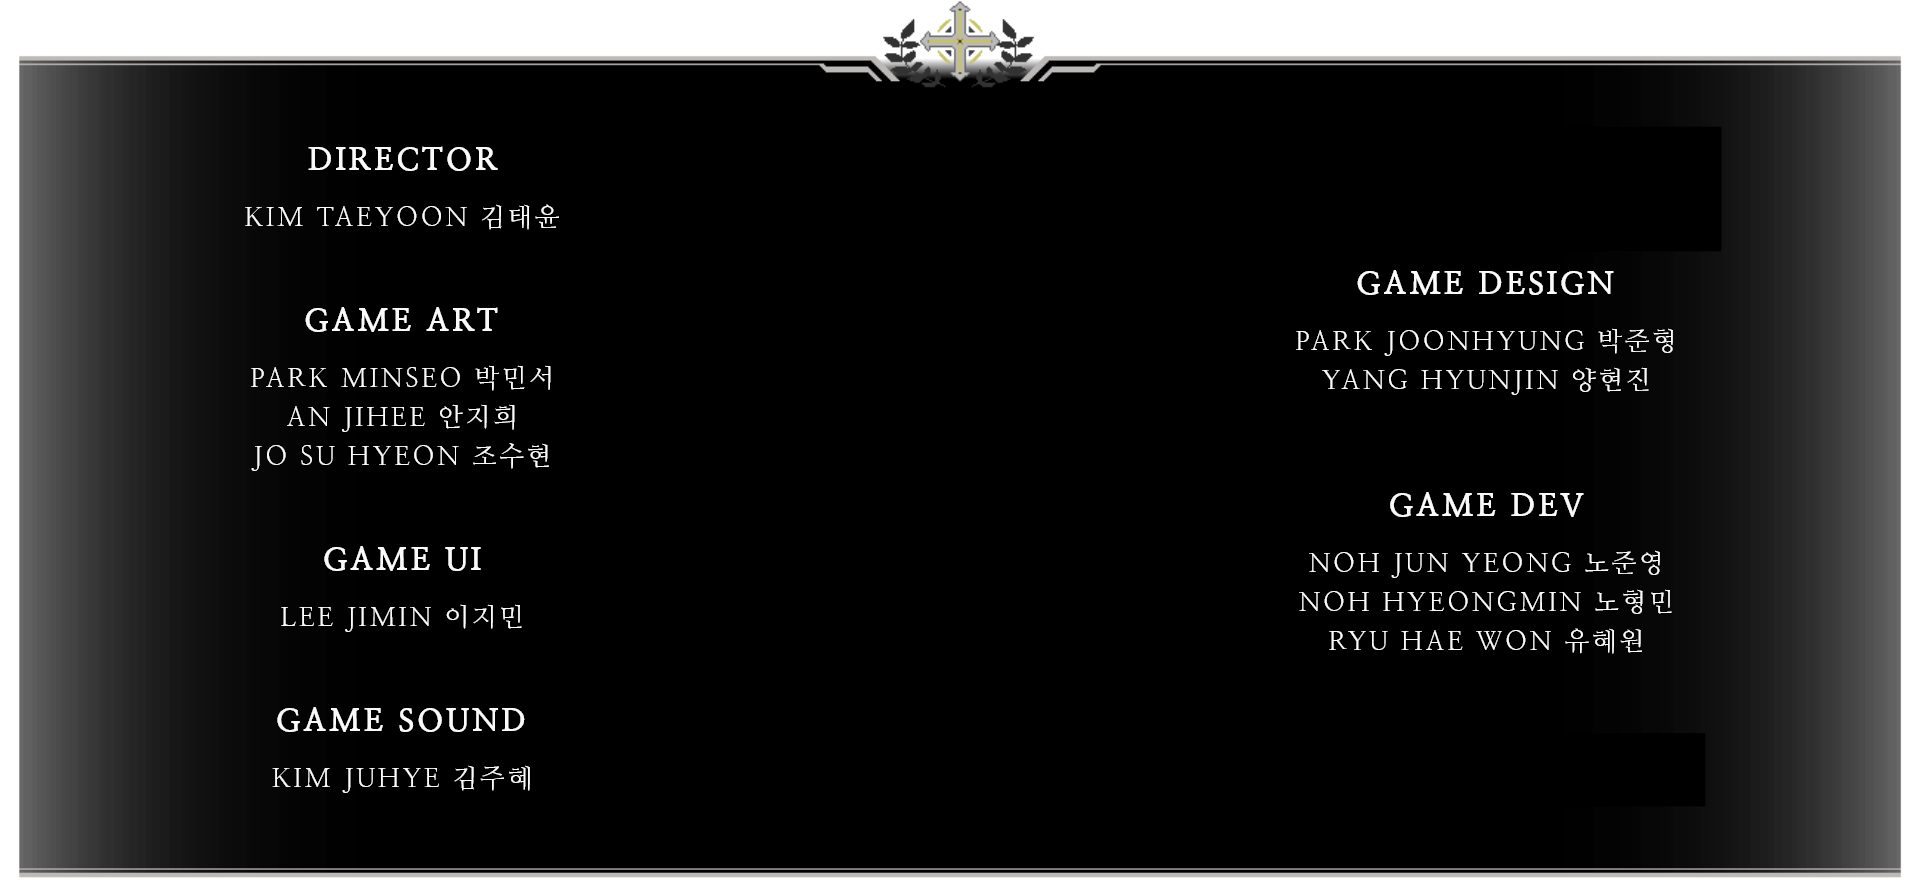 DIRECTOR
KIM TAEYOON 김태윤
GAME ART
PARK MINSEO 박민서
AN JIHEE 안지희
JO SU HYEON 조수현
GAME UI
LEE JIMIN 이지민
GAME SOUND
KIM JUHYE 김주혜
GAME DESIGN
PARK JOONHYUNG 박준형
YANG HYUNJIN 양현진
GAME DEV
NOH JUN YEONG 노준영
NOH HYEONGMIN 노형민
RYU HAE WON 유혜원